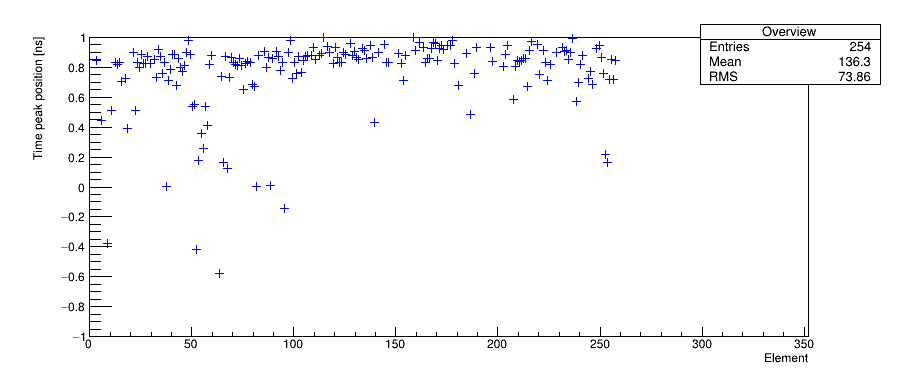 Overview
Entries 254
Mean 136.3
RMS 73.86
Time peak position [ns]
1
0.8
0.6
0.4
0.2
0
−0.2
−0.4
−0.6
−0.8
−1
0 50 100 150 200 250 300 350
Element